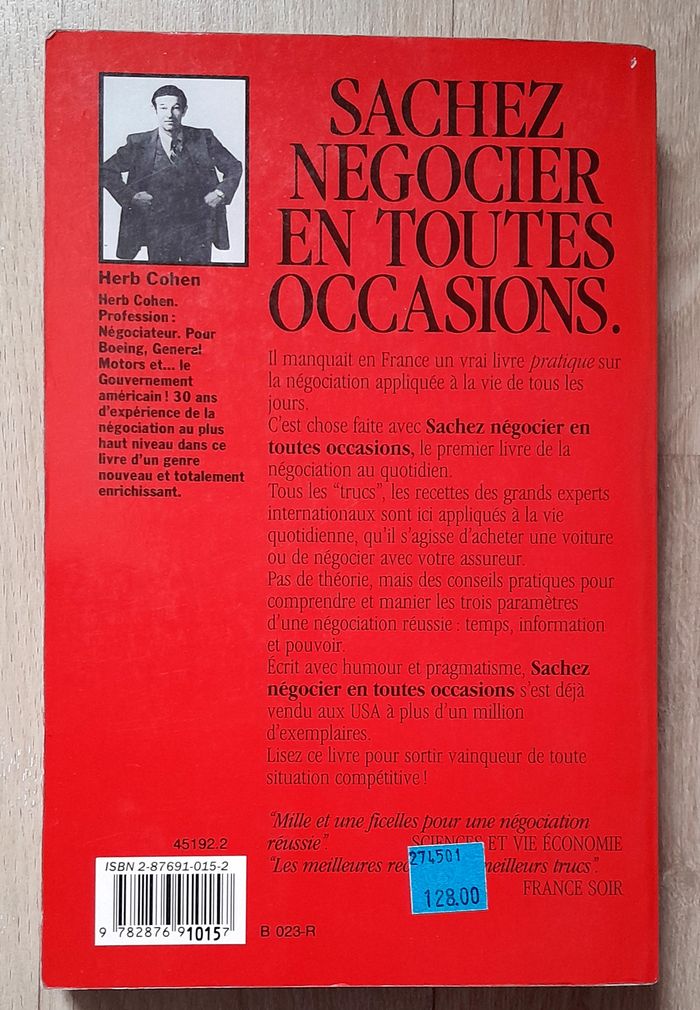 SACHEZ
NEGOCIER
EN TOUTES
OCCASIONS.
Herb Cohen
Herb Cohen.
Profession :
Négociateur. Pour
Boeing, General
Motors et... le
Gouvernement
américain ! 30 ans
d'expérience de la
négociation au plus
haut niveau dans ce
livre d'un genre
nouveau et totalement
enrichissant.
Il manquait en France un vrai livre pratique sur
la négociation appliquée à la vie de tous les
jours.
C'est chose faite avec Sachez négocier en
toutes occasions, le premier livre de la
négociation au quotidien.
Tous les "trucs", les recettes des grands experts
internationaux sont ici appliqués à la vie
quotidienne, qu'il s'agisse d'acheter une voiture
ou de négocier avec votre assureur.
Pas de théorie, mais des conseils pratiques pour
comprendre et manier les trois paramètres
d'une négociation réussie : temps, information
et pouvoir.
Écrit avec humour et pragmatisme, Sachez
négocier en toutes occasions s'est déjà
vendu aux USA à plus d'un million
d'exemplaires.
Lisez ce livre pour sortir vainqueur de toute
situation compétitive !
"Mille et une ficelles pour une négociation
réussie". SCIENCES ET VIE ÉCONOMIE
"Les meilleures trucs".
FRANCE SOIR
274501
128.00
45192.2
ISBN 2-87691-015-2
9 782876 910157
B 023-R